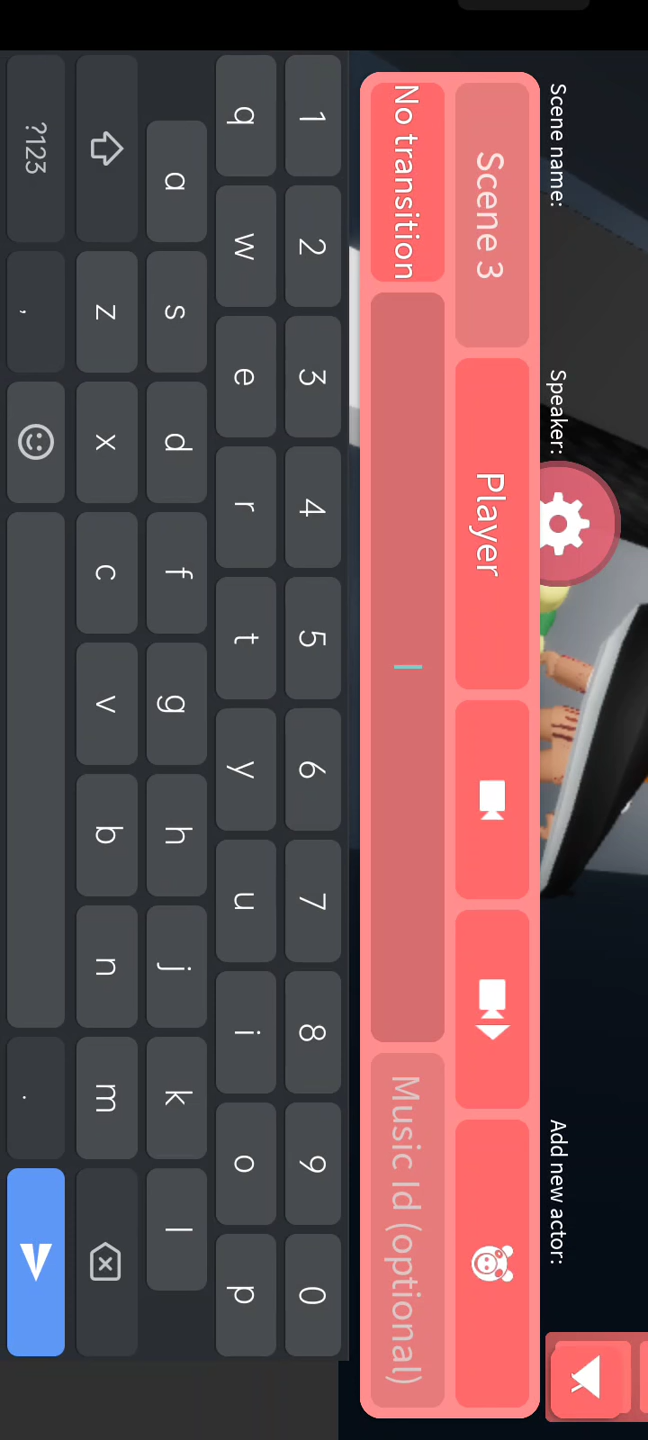 Scene name:
Speaker:
Add new actor:
Scene 3
Player
No transition
Music Id (optional)
1 2 3 4 5 6 7 8 9 0
q w e r t y u i o p
a s d f g h j k l
z x c v b n m
?123 , .